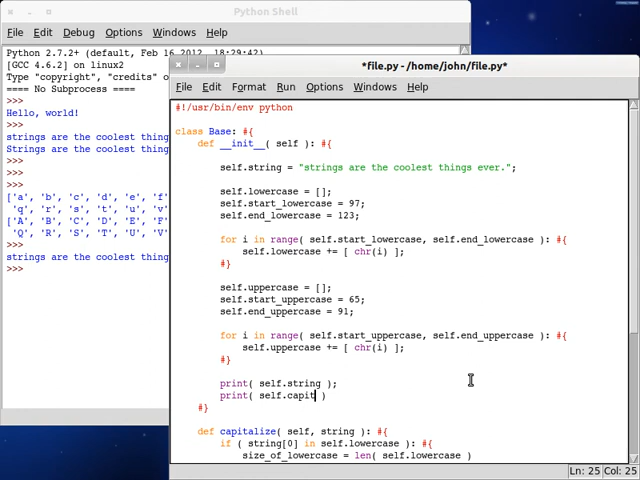 Python Shell
File Edit Debug Options Windows Help
Python 2.7.2+ (default, Feb 16 2012, 18:29:42)
[GCC 4.6.2] on linux2
Type "copyright", "credits"
==== No Subprocess ====
>>>
Hello, world!
>>>
strings are the coolest thing
Strings are the coolest thing
>>>
>>>
>>>
['a', 'b', 'c', 'd', 'e', 'f'
'q', 'r', 's', 't', 'u', 'v'
['A', 'B', 'C', 'D', 'E', 'F'
'Q', 'R', 'S', 'T', 'U', 'V'
>>>
strings are the coolest thing
>>>
*file.py - /home/john/file.py*
File Edit Format Run Options Windows Help
#!/usr/bin/env python
class Base: #{
def __init__( self ): #{
self.string = "strings are the coolest things ever.";
self.lowercase = [];
self.start_lowercase = 97;
self.end_lowercase = 123;
for i in range( self.start_lowercase, self.end_lowercase ): #{
self.lowercase += [ chr(i) ];
#}
self.uppercase = [];
self.start_uppercase = 65;
self.end_uppercase = 91;
for i in range( self.start_uppercase, self.end_uppercase ): #{
self.uppercase += [ chr(i) ];
#}
print( self.string );
print( self.capit )
#}
def capitalize( self, string ): #{
if ( string[0] in self.lowercase ): #{
size_of_lowercase = len( self.lowercase )
Ln: 25 Col: 25